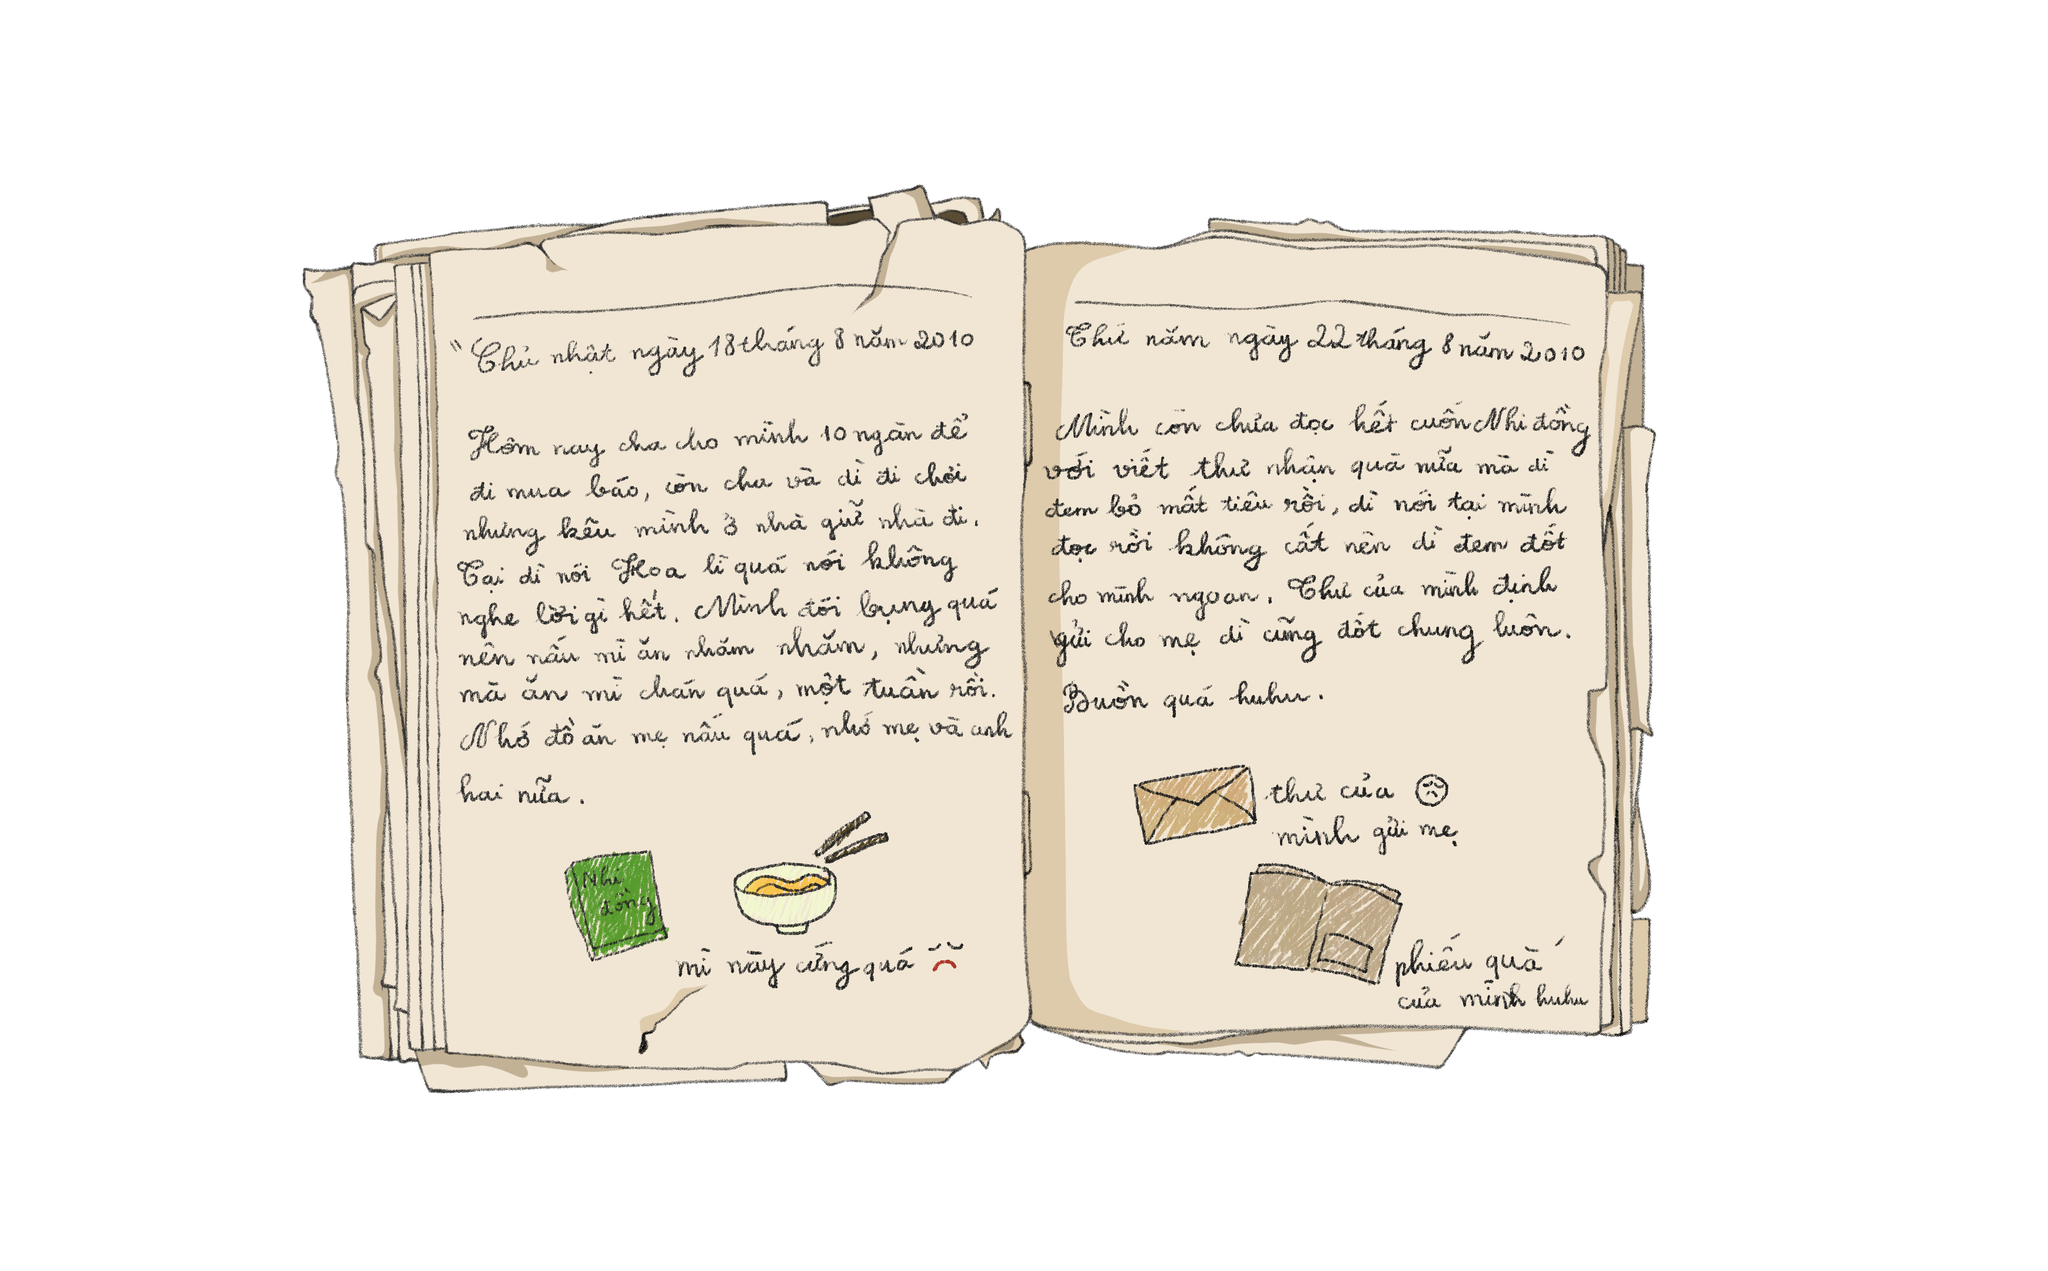 "Chủ nhật ngày 18 tháng 8 năm 2010
Hôm nay cha cho mình 10 ngàn để
đi mua báo, còn cha và dì đi chơi
nhưng kêu mình ở nhà giữ nhà đi.
Tại dì nói Hoa lì quá nói không
nghe lời gì hết. Mình đói bụng quá
nên nấu mì ăn nhăm nhăm, nhưng
mà ăn mì chán quá, một tuần rồi.
Nhớ đồ ăn mẹ nấu quá, nhớ mẹ và anh
hai nữa.
Nhi
đồng
mì này cứng quá
Thứ năm ngày 22 tháng 8 năm 2010
Mình còn chưa đọc hết cuốn Nhi đồng
với viết thư nhận quà nữa mà dì
đem bỏ mất tiêu rồi, dì nói tại mình
đọc rồi không cất nên dì đem đốt
cho mình ngoan. Thư của mình định
gửi cho mẹ dì cũng đốt chung luôn.
Buồn quá huhu.
thư của
mình gửi mẹ.
phiếu quà
của mình huhu